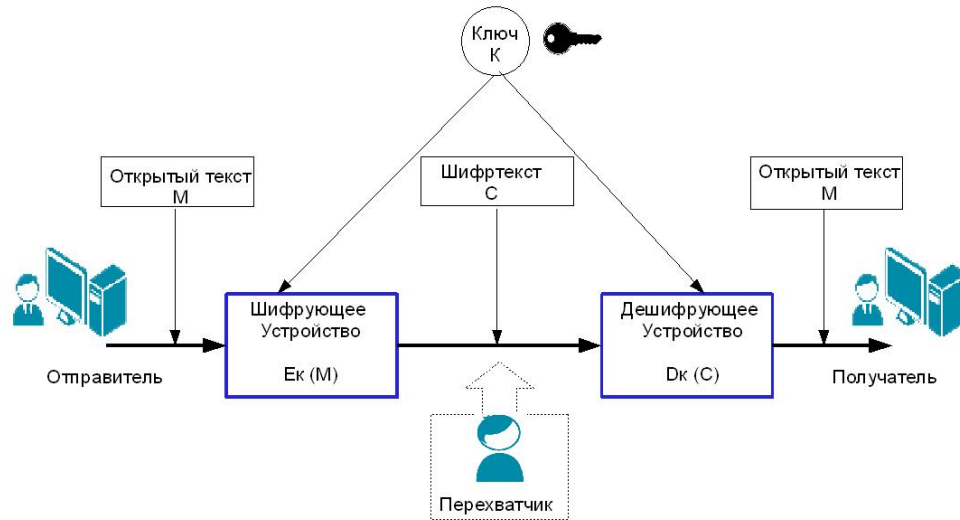 Ключ
К
Открытый текст
М
Шифртекст
С
Открытый текст
М
Шифрующее
Устройство
Ек (М)
Дешифрующее
Устройство
Dк (С)
Отправитель
Получатель
Перехватчик